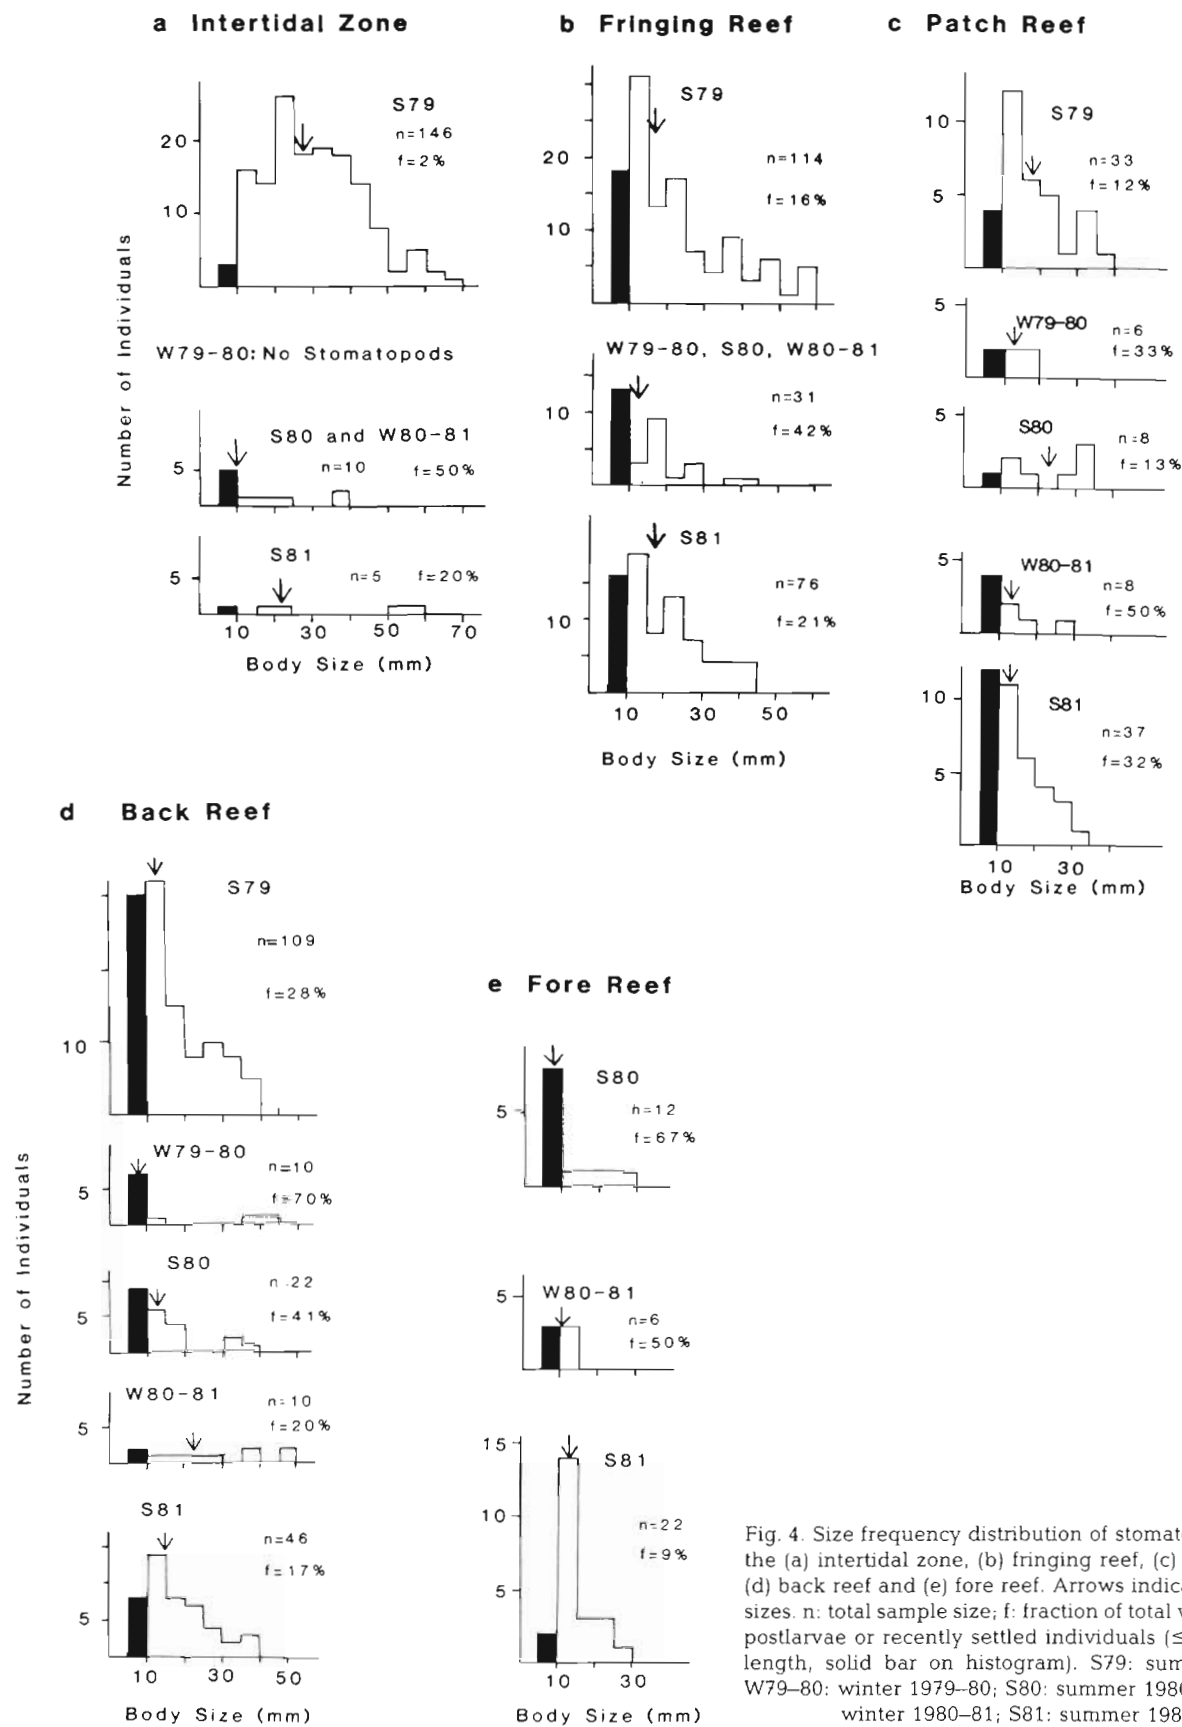 a Intertidal Zone
S79
n=146
f=2%
20
10
W79-80: No Stomatopods
S80 and W80-81
n=10 f=50%
5
S81
n=5 f=20%
5
10 30 50 70
Body Size (mm)
Number of Individuals
b Fringing Reef
S79
n=114
f=16%
20
10
W79-80, S80, W80-81
n=31
f=42%
10
S81
n=76
f=21%
10
10 30 50
Body Size (mm)
c Patch Reef
S79
n=33
f=12%
10
5
W79-80
n=6
f=33%
5
S80
n=8
f=13%
5
W80-81
n=8
f=50%
5
S81
n=37
f=32%
10
5
10 30
Body Size (mm)
d Back Reef
S79
n=109
f=28%
10
W79-80
n=10
f=70%
5
S80
n=22
f=41%
5
W80-81
n=10
f=20%
5
S81
n=46
f=17%
5
10 30 50
Body Size (mm)
Number of Individuals
e Fore Reef
S80
n=12
f=67%
5
W80-81
n=6
f=50%
5
S81
n=22
f=9%
15
10
5
10 30
Body Size (mm)
Fig. 4. Size frequency distribution of
the (a) intertidal zone, (b) fringing reef, (c)
(d) back reef and (e) fore reef. Arrows
sizes. n: total sample size; f: fraction of total
postlarvae or recently settled individuals (≤
length, solid bar on histogram). S79:
W79–80: winter 1979–80; S80: summer
winter 1980–81; S81: summer